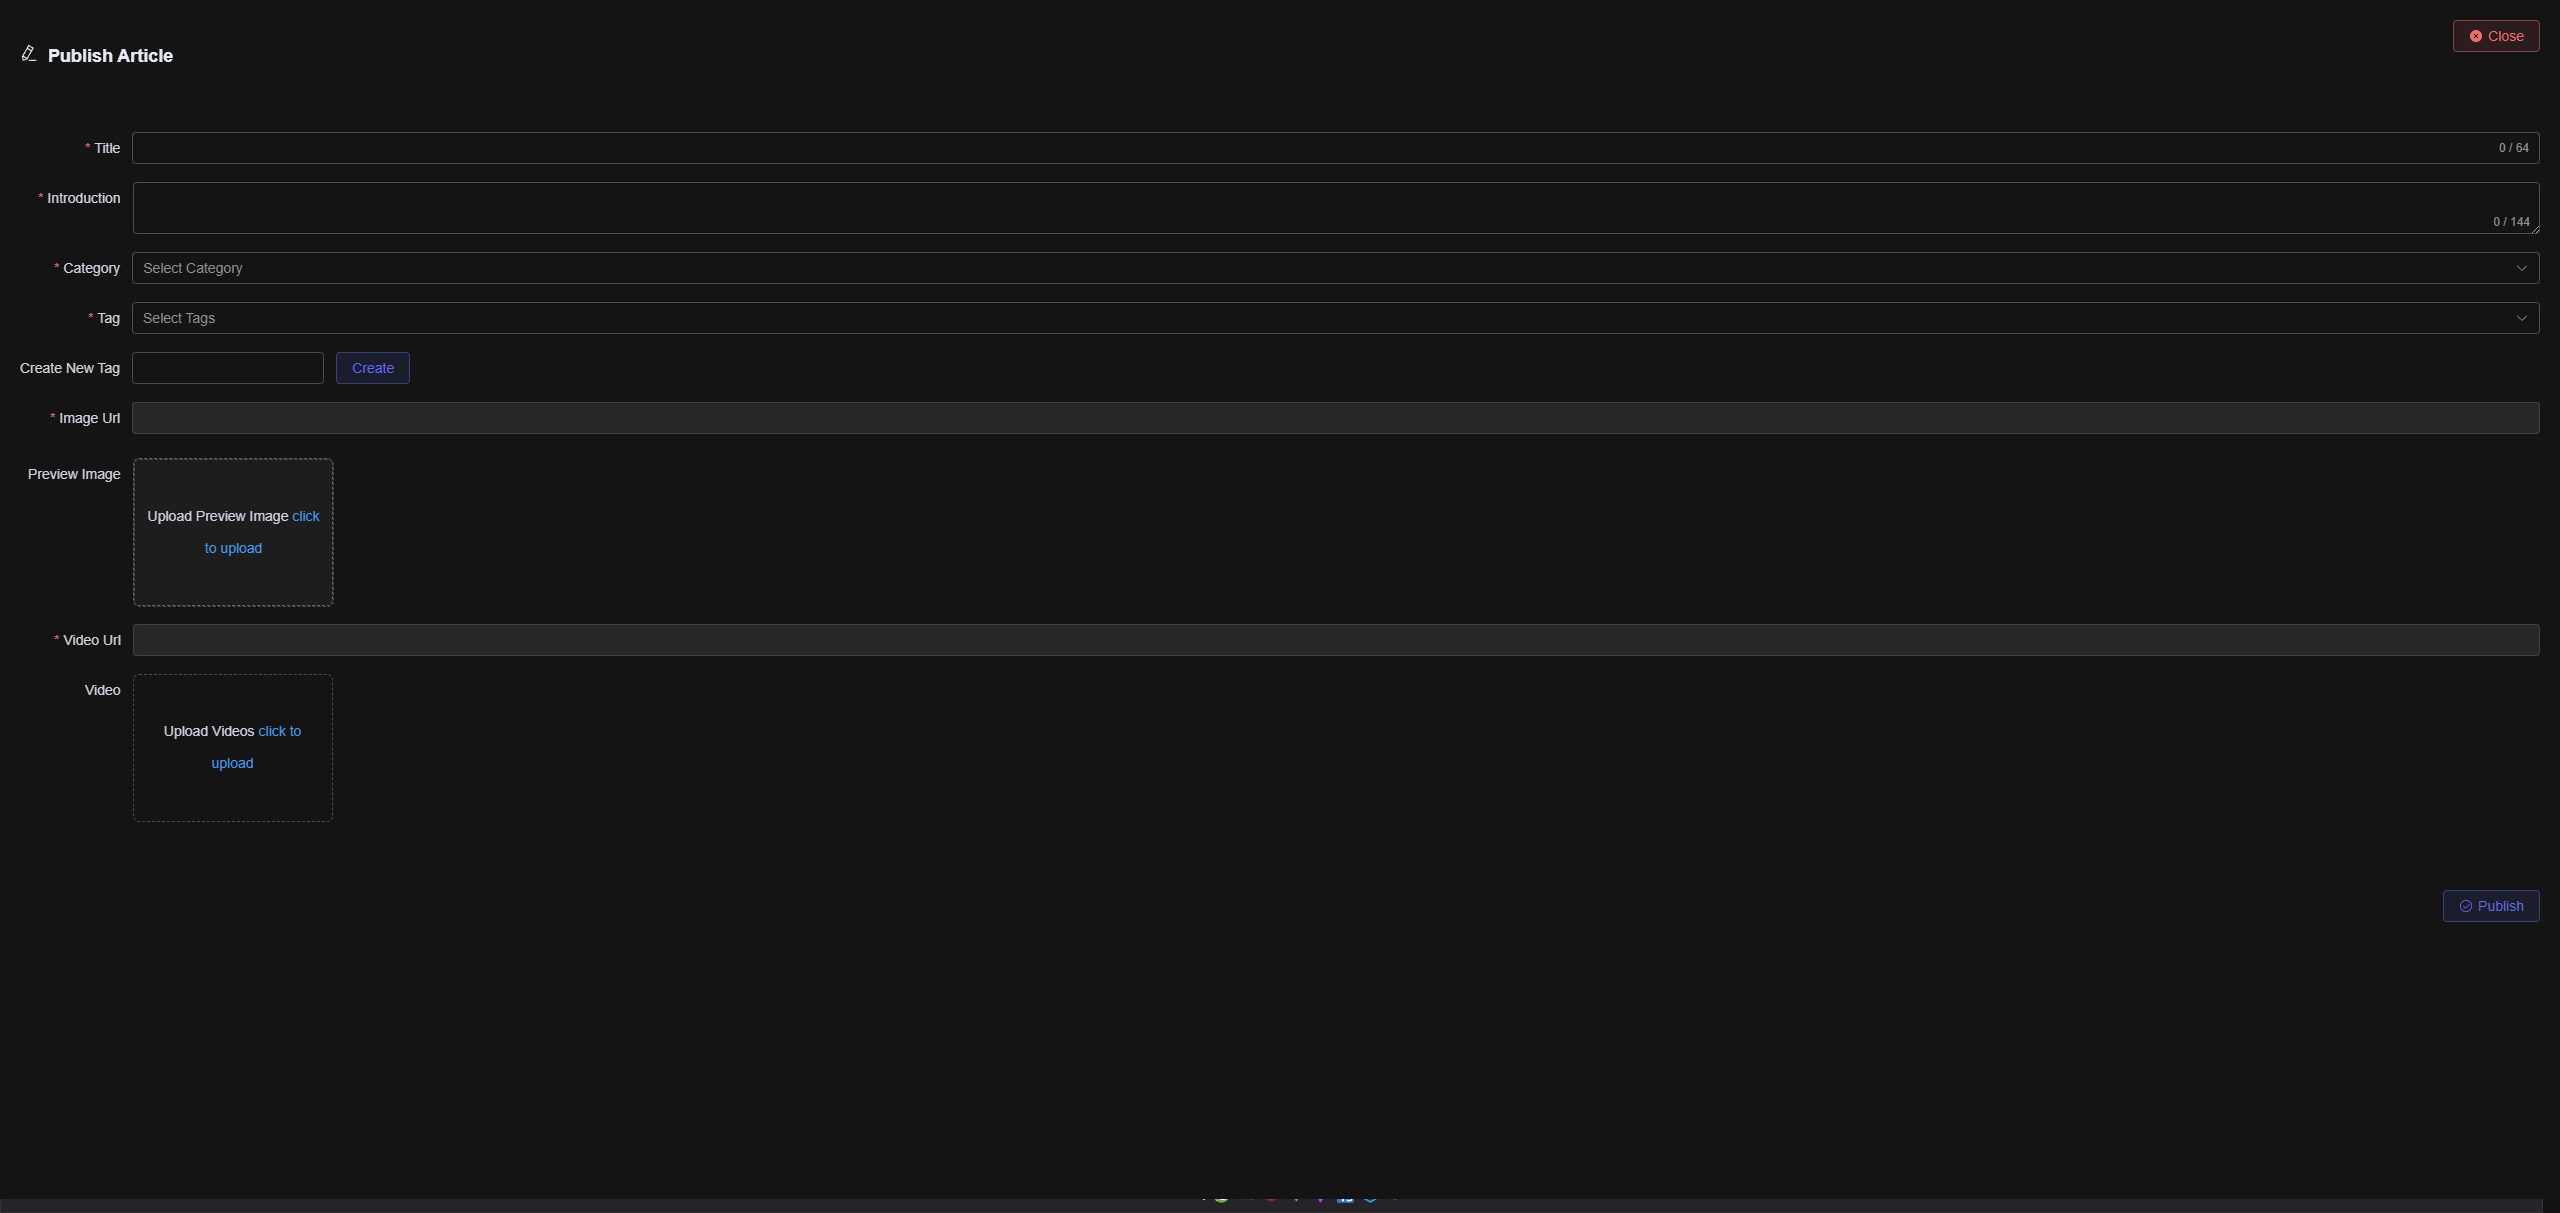 Close
Publish Article
* Title
0 / 64
* Introduction
0 / 144
* Category
Select Category
* Tag
Select Tags
Create New Tag
Create
* Image Url
Preview Image
Upload Preview Image click
to upload
* Video Url
Video
Upload Videos click to
upload
Publish